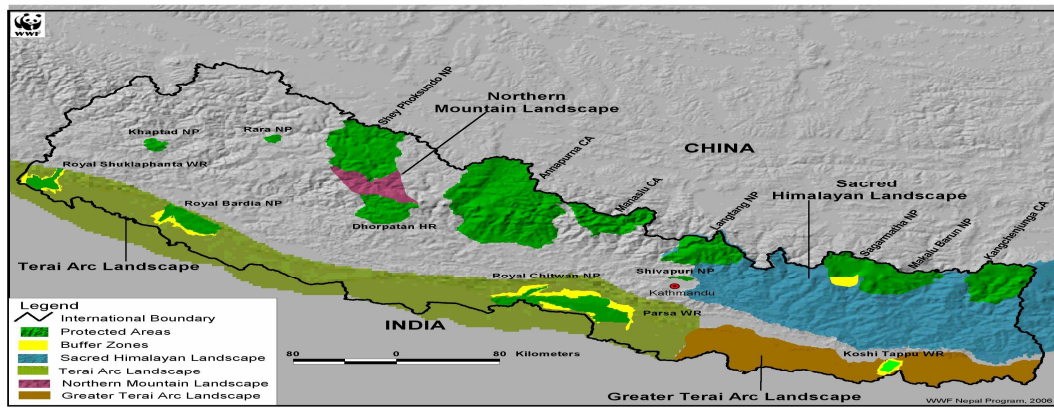 WWF
Shey Phoksundo NP
Northern
Mountain Landscape
Khaptad NP
Rara NP
Annapurna CA
CHINA
Royal Shuklaphanta WR
Manaslu CA
Langtang NP
Sacred
Himalayan Landscape
Royal Bardia NP
Dhorpatan HR
Sagarmatha NP
Makalu Barun NP
Kangchenjunga CA
Terai Arc Landscape
Royal Chitwan NP
Shivapuri NP
Kathmandu
Parsa WR
INDIA
Legend
International Boundary
Protected Areas
Buffer Zones
Sacred Himalayan Landscape
Terai Arc Landscape
Northern Mountain Landscape
Greater Terai Arc Landscape
80 0 80 Kilometers
Koshi Tappu WR
Greater Terai Arc Landscape
WWF Nepal Program, 2006